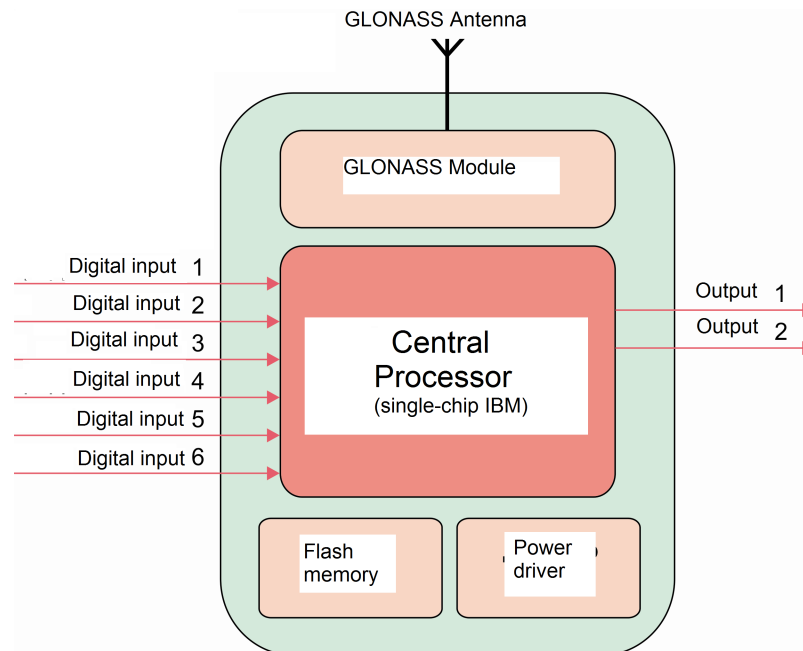 GLONASS Antenna
GLONASS Module
Digital input 1
Digital input 2
Digital input 3
Digital input 4
Digital input 5
Digital input 6
Central
Processor
(single-chip IBM)
Output 1
Output 2
Flash
memory
Power
driver